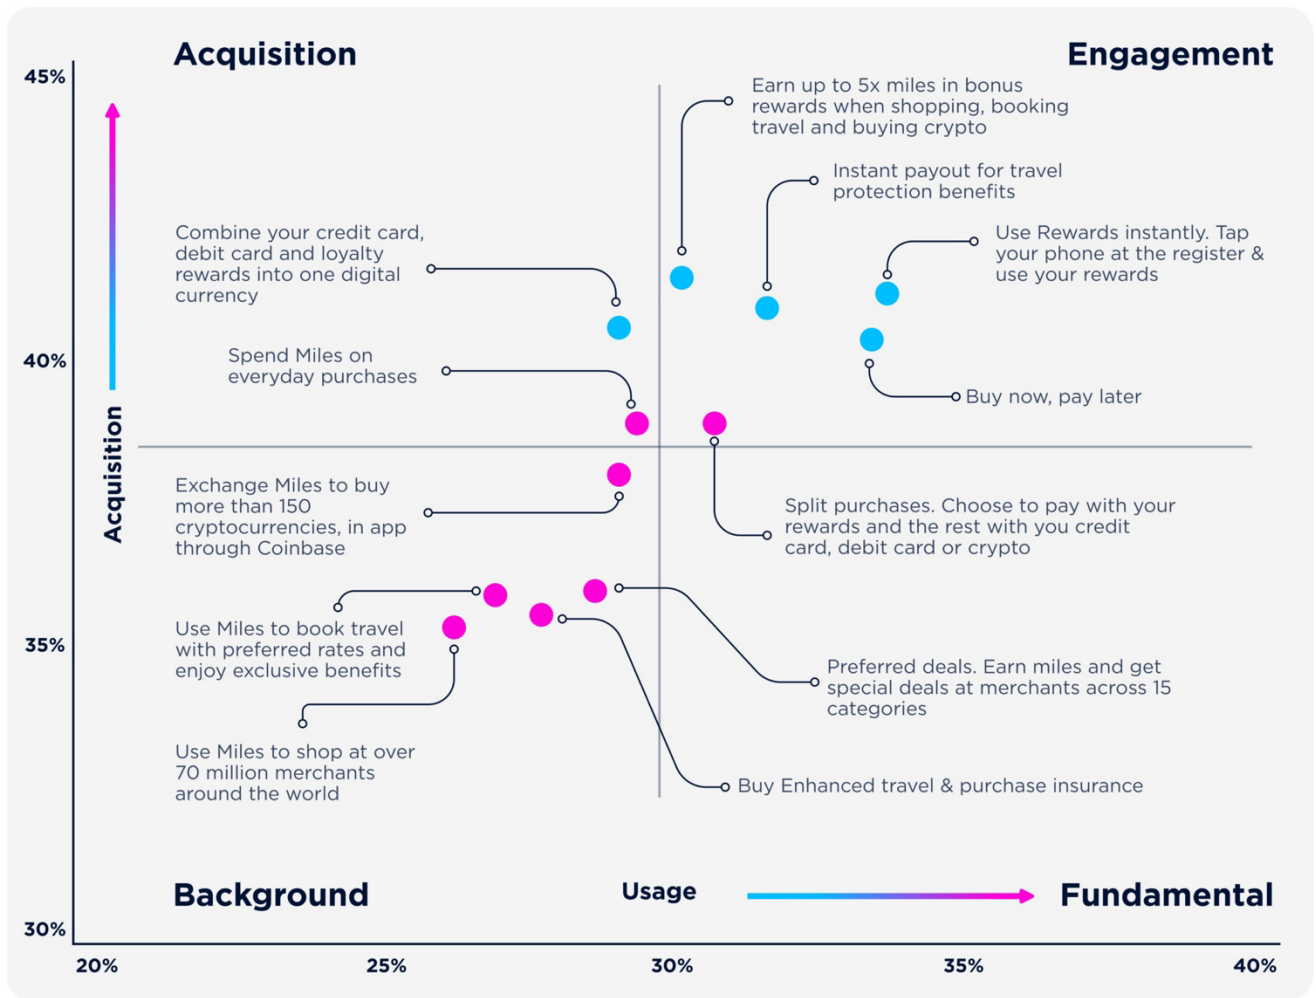 Acquisition
Engagement
45%
Earn up to 5x miles in bonus
rewards when shopping, booking
travel and buying crypto
Instant payout for travel
protection benefits
Combine your credit card,
debit card and loyalty
rewards into one digital
currency
Use Rewards instantly. Tap
your phone at the register &
use your rewards
Spend Miles on
everyday purchases
40%
Buy now, pay later
Acquisition
Exchange Miles to buy
more than 150
cryptocurrencies, in app
through Coinbase
Split purchases. Choose to pay with your
rewards and the rest with you credit
card, debit card or crypto
35%
Use Miles to book travel
with preferred rates and
enjoy exclusive benefits
Preferred deals. Earn miles and get
special deals at merchants across 15
categories
Use Miles to shop at over
70 million merchants
around the world
Buy Enhanced travel & purchase insurance
Background
Usage
Fundamental
30%
20%
25%
30%
35%
40%